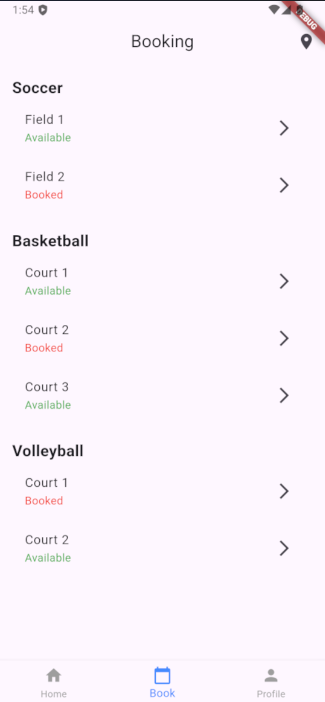 1:54
Booking
Soccer
Field 1
Available
Field 2
Booked
Basketball
Court 1
Available
Court 2
Booked
Court 3
Available
Volleyball
Court 1
Booked
Court 2
Available
Home
Book
Profile